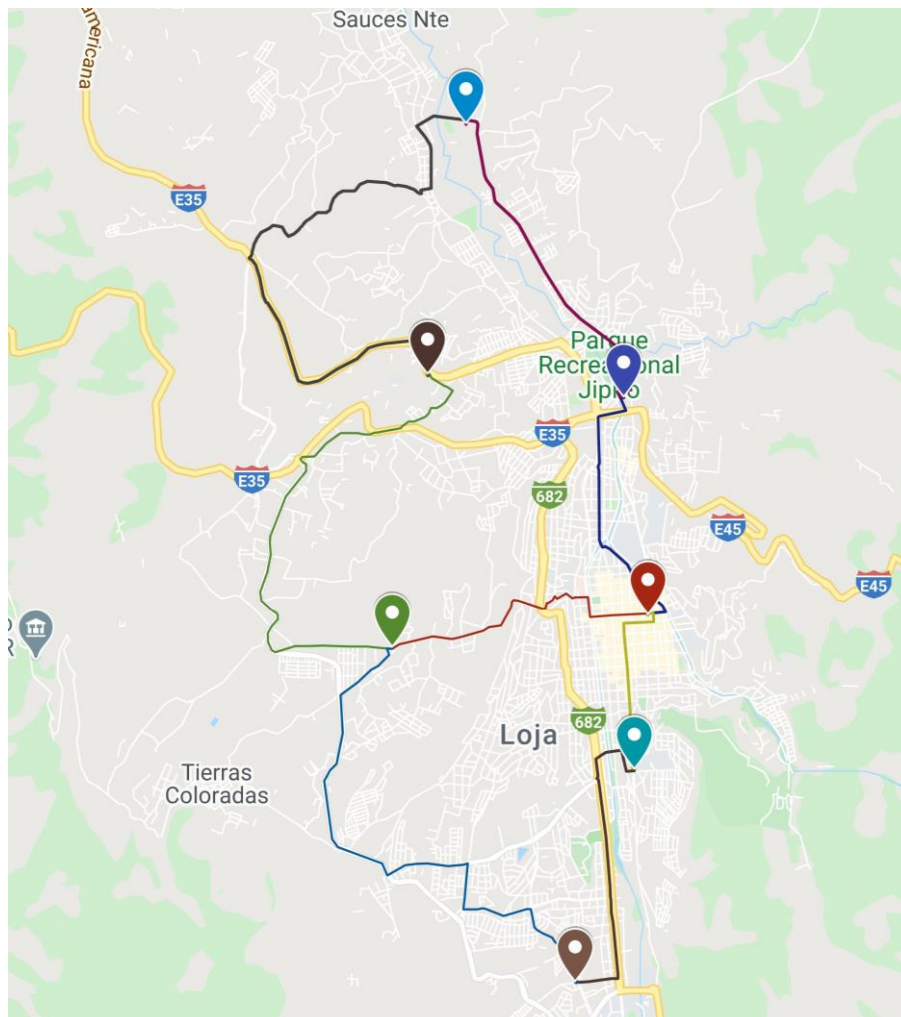 Sauces Nte
americana
E35
Parque
Recreacional
Jipiro
E35
E35
682
E45
E45
682
Loja
Tierras
Coloradas